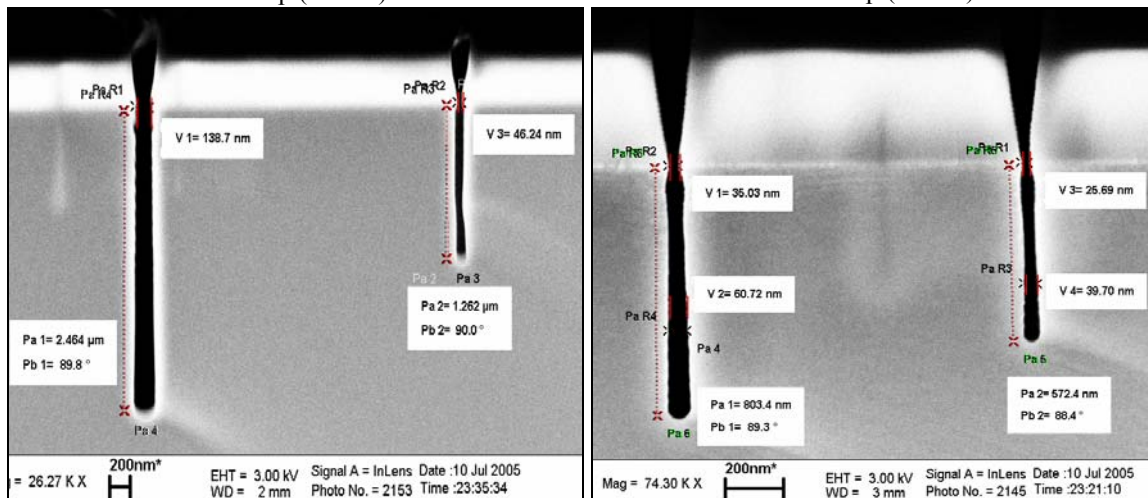 Pa R1
Pa R4
V 1= 138.7 nm
Pa R2
Pa R3
V 3= 46.24 nm
Pa 2
Pa 3
Pa 2= 1.262 µm
Pb 2= 90.0 °
Pa 1= 2.464 µm
Pb 1= 89.8 °
Pa 4
= 26.27 K X
200nm*
EHT = 3.00 kV
WD = 2 mm
Signal A = InLens
Photo No. = 2153
Date :10 Jul 2005
Time :23:35:34
Pa R2
V 1= 35.03 nm
V 2= 60.72 nm
Pa R4
Pa 4
Pa 1= 803.4 nm
Pb 1= 89.3 °
Pa 6
Pa R1
V 3= 25.69 nm
Pa R3
V 4= 39.70 nm
Pa 5
Pa 2= 572.4 nm
Pb 2= 88.4 °
Mag = 74.30 K X
200nm*
EHT = 3.00 kV
WD = 3 mm
Signal A = InLens
Photo No. = 2145
Date :10 Jul 2005
Time :23:21:10